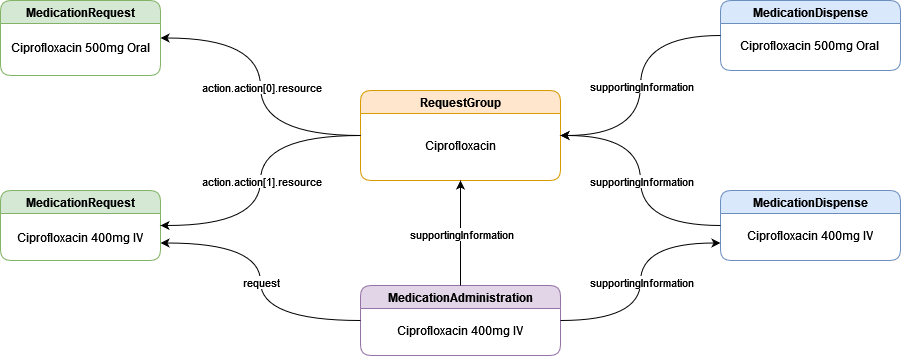 MedicationRequest
Ciprofloxacin 500mg Oral
MedicationDispense
Ciprofloxacin 500mg Oral
action.action[0].resource
supportingInformation
RequestGroup
Ciprofloxacin
action.action[1].resource
supportingInformation
MedicationRequest
Ciprofloxacin 400mg IV
MedicationDispense
Ciprofloxacin 400mg IV
supportingInformation
request
supportingInformation
MedicationAdministration
Ciprofloxacin 400mg IV